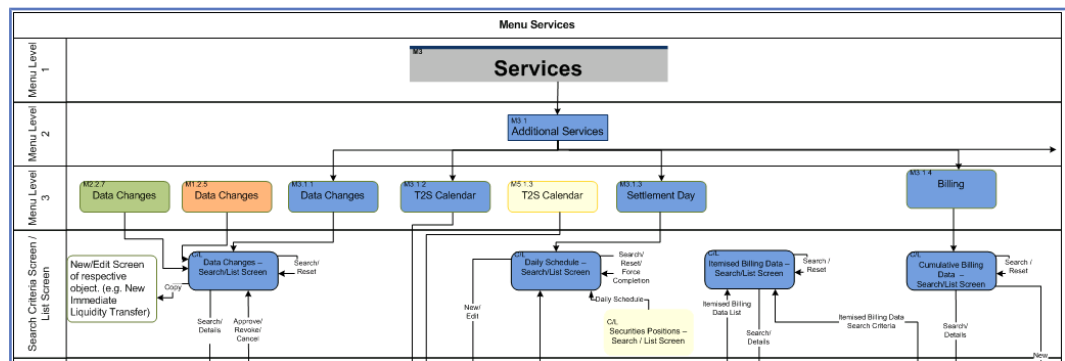 Menu Services
Menu Level
1
M3
Services
Menu Level
2
M3.1
Additional Services
Menu Level
3
M2.2.7
Data Changes
M1.2.5
Data Changes
M3.1.1
Data Changes
M3.1.2
T2S Calendar
M5.1.3
T2S Calendar
M3.1.3
Settlement Day
M3.1.4
Billing
Search Criteria Screen /
List Screen
New/Edit Screen
of respective
object. (e.g. New
Immediate
Liquidity Transfer)
Copy
C/L
Data Changes –
Search/List Screen
Search/
Reset
Search/
Details
Approve/
Revoke/
Cancel
New/
Edit
C/L
Daily Schedule –
Search/List Screen
Search/
Reset/
Force
Completion
Daily Schedule
C/L
Securities Positions –
Search / List Screen
C/L
Itemised Billing Data –
Search/List Screen
Search /
Reset
Itemised Billing
Data List
Search/
Details
Itemised Billing Data
Search Criteria
C/L
Cumulative Billing
Data –
Search/List Screen
Search /
Reset
Search/
Details
New